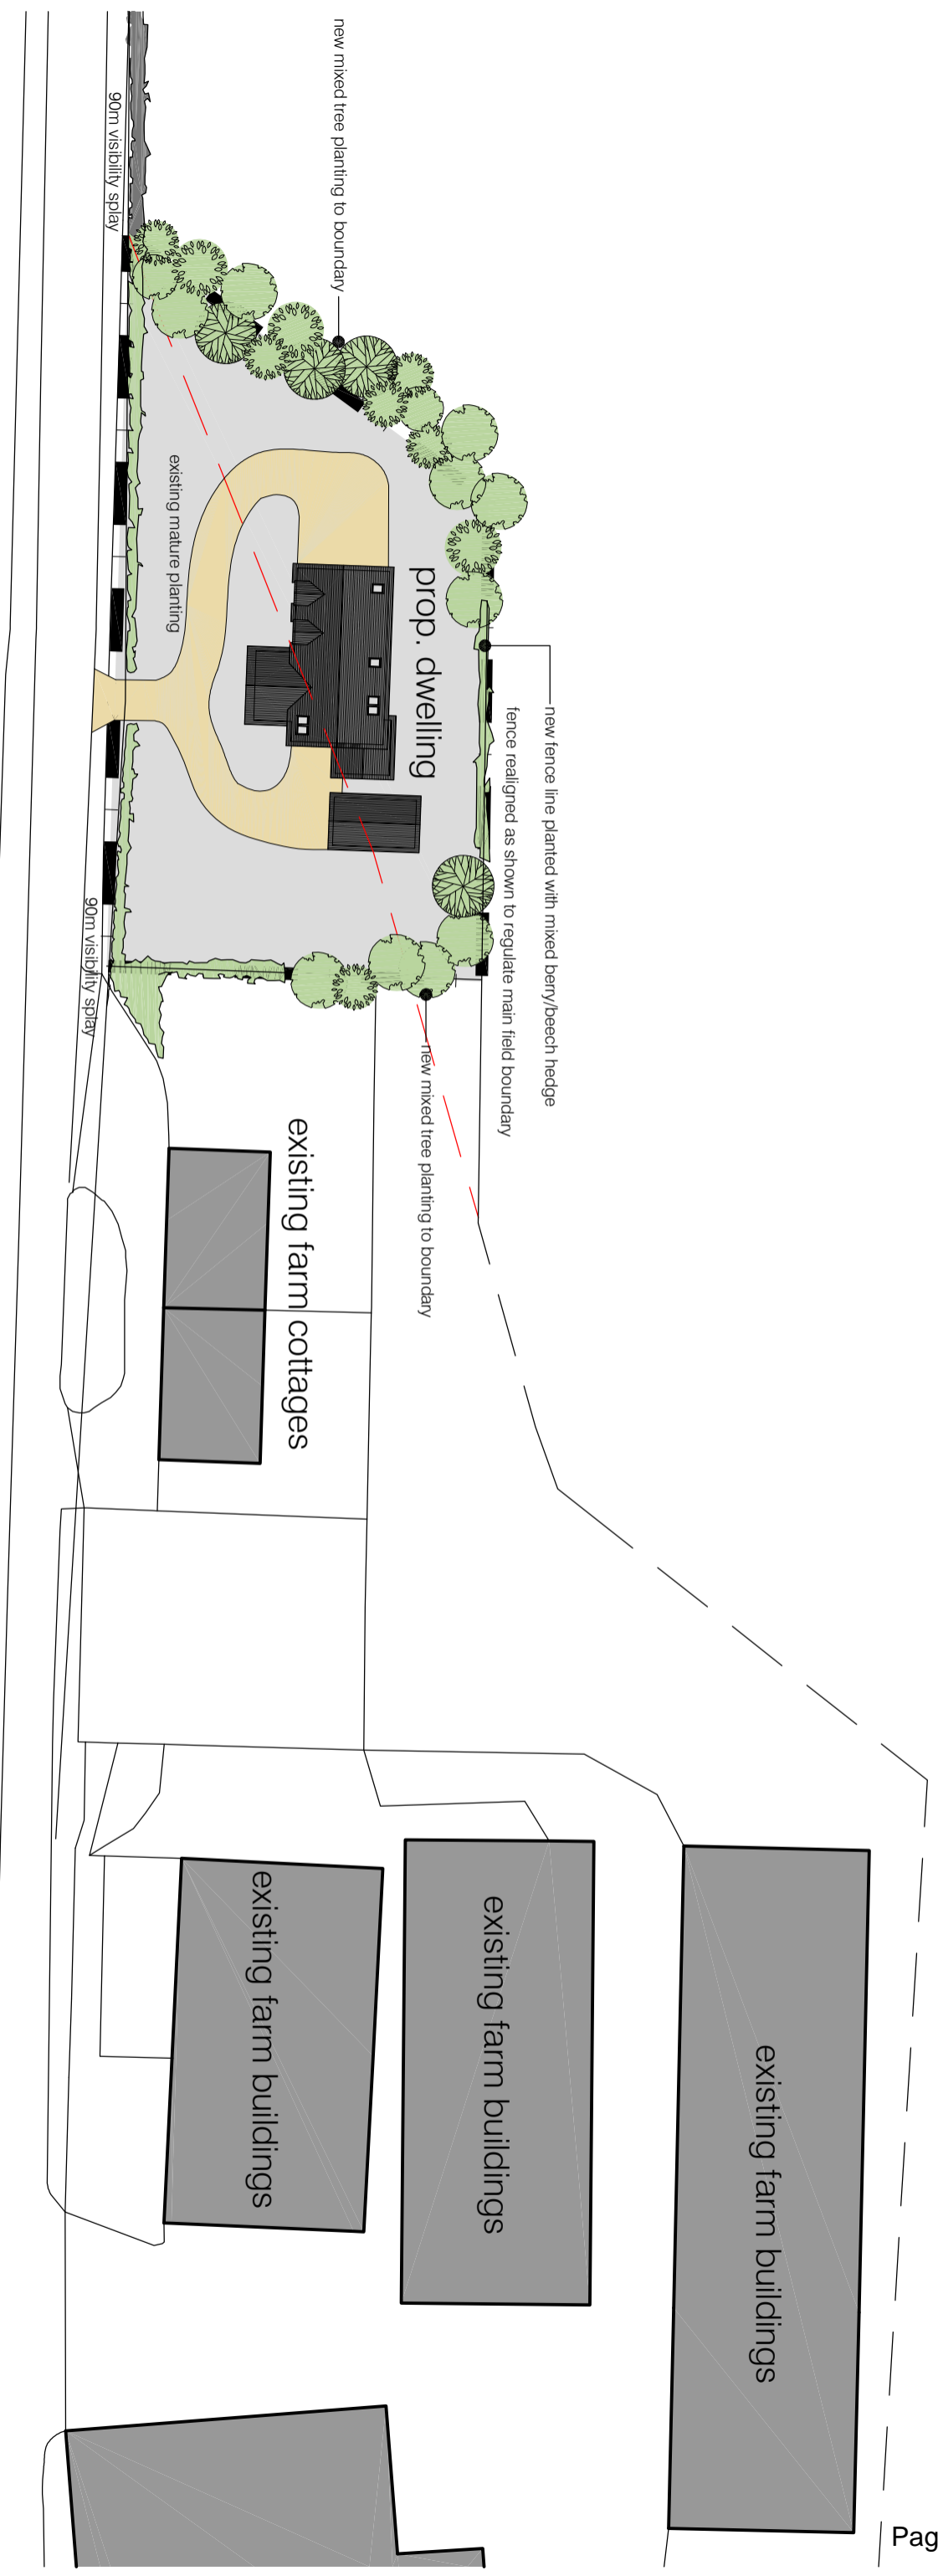 new mixed tree planting to boundary
90m visibility splay
existing mature planting
prop. dwelling
new fence line planted with mixed berry/beech hedge
fence realigned as shown to regulate main field boundary
90m visibility splay
new mixed tree planting to boundary
existing farm cottages
existing farm buildings
existing farm buildings
existing farm buildings
Pag